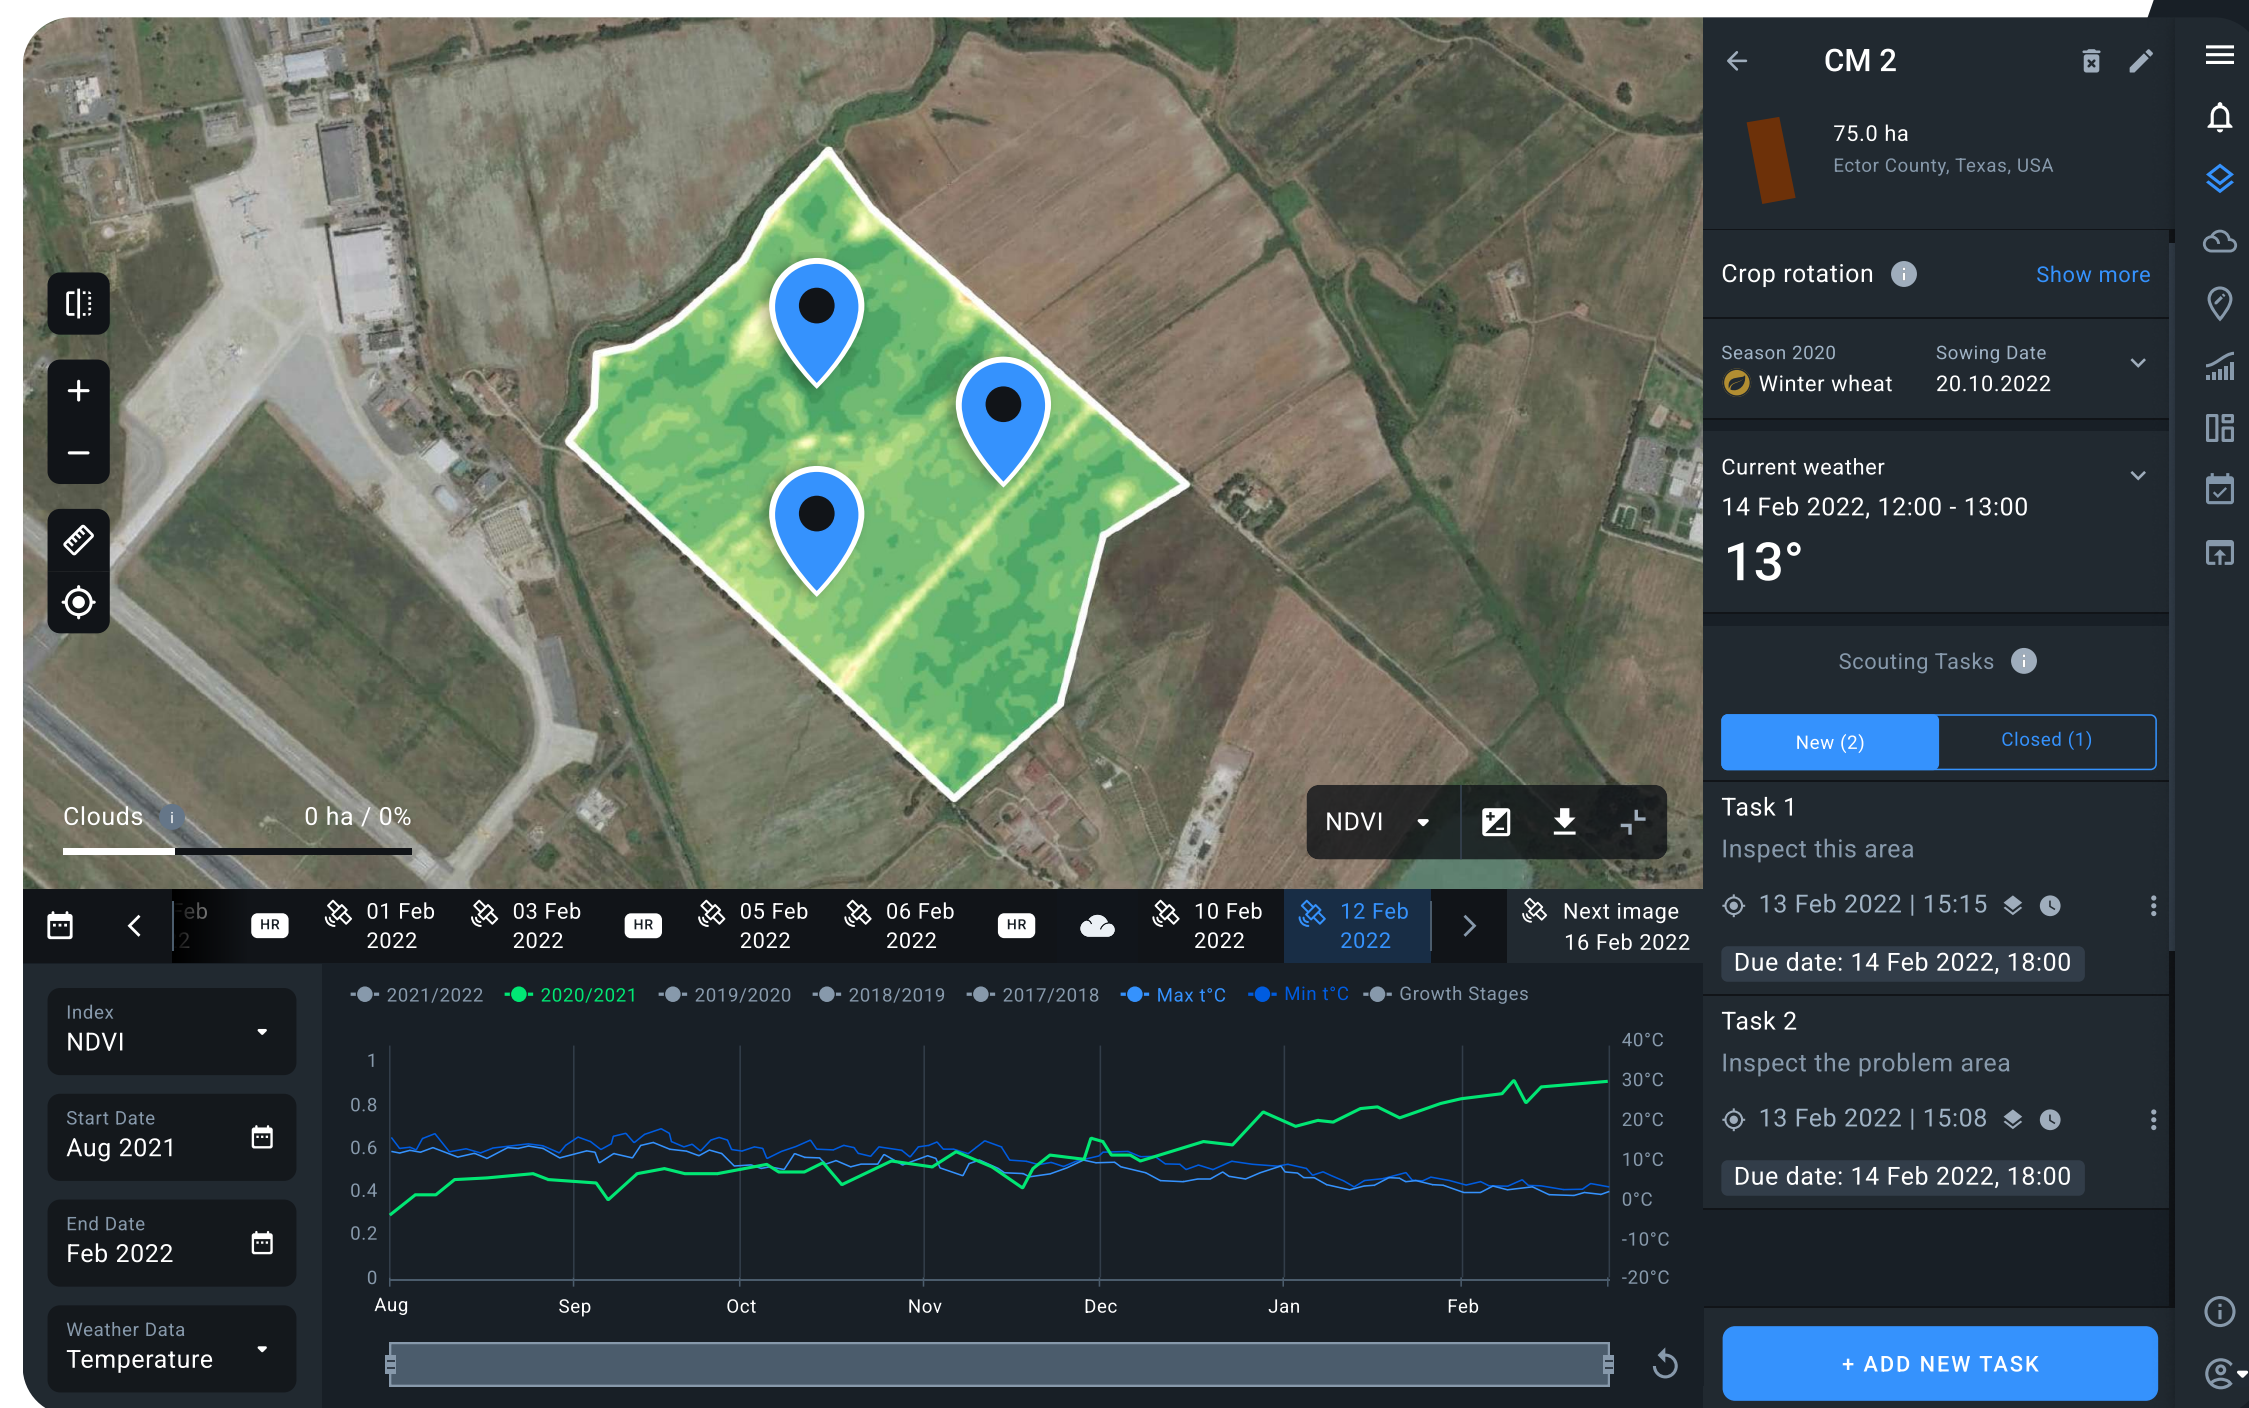 CM 2
75.0 ha
Ector County, Texas, USA
Crop rotation
Show more
Season 2020
Sowing Date
Winter wheat
20.10.2022
Current weather
14 Feb 2022, 12:00 - 13:00
13°
Scouting Tasks
New (2)
Closed (1)
Task 1
Inspect this area
13 Feb 2022 | 15:15
Due date: 14 Feb 2022, 18:00
Task 2
Inspect the problem area
13 Feb 2022 | 15:08
Due date: 14 Feb 2022, 18:00
+ ADD NEW TASK
Clouds
0 ha / 0%
NDVI
HR
01 Feb
2022
03 Feb
2022
HR
05 Feb
2022
06 Feb
2022
HR
10 Feb
2022
12 Feb
2022
Next image
16 Feb 2022
Index
NDVI
Start Date
Aug 2021
End Date
Feb 2022
Weather Data
Temperature
2021/2022
2020/2021
2019/2020
2018/2019
2017/2018
Max t°C
Min t°C
Growth Stages
1
0.8
0.6
0.4
0.2
0
40°C
30°C
20°C
10°C
0°C
-10°C
-20°C
Aug
Sep
Oct
Nov
Dec
Jan
Feb